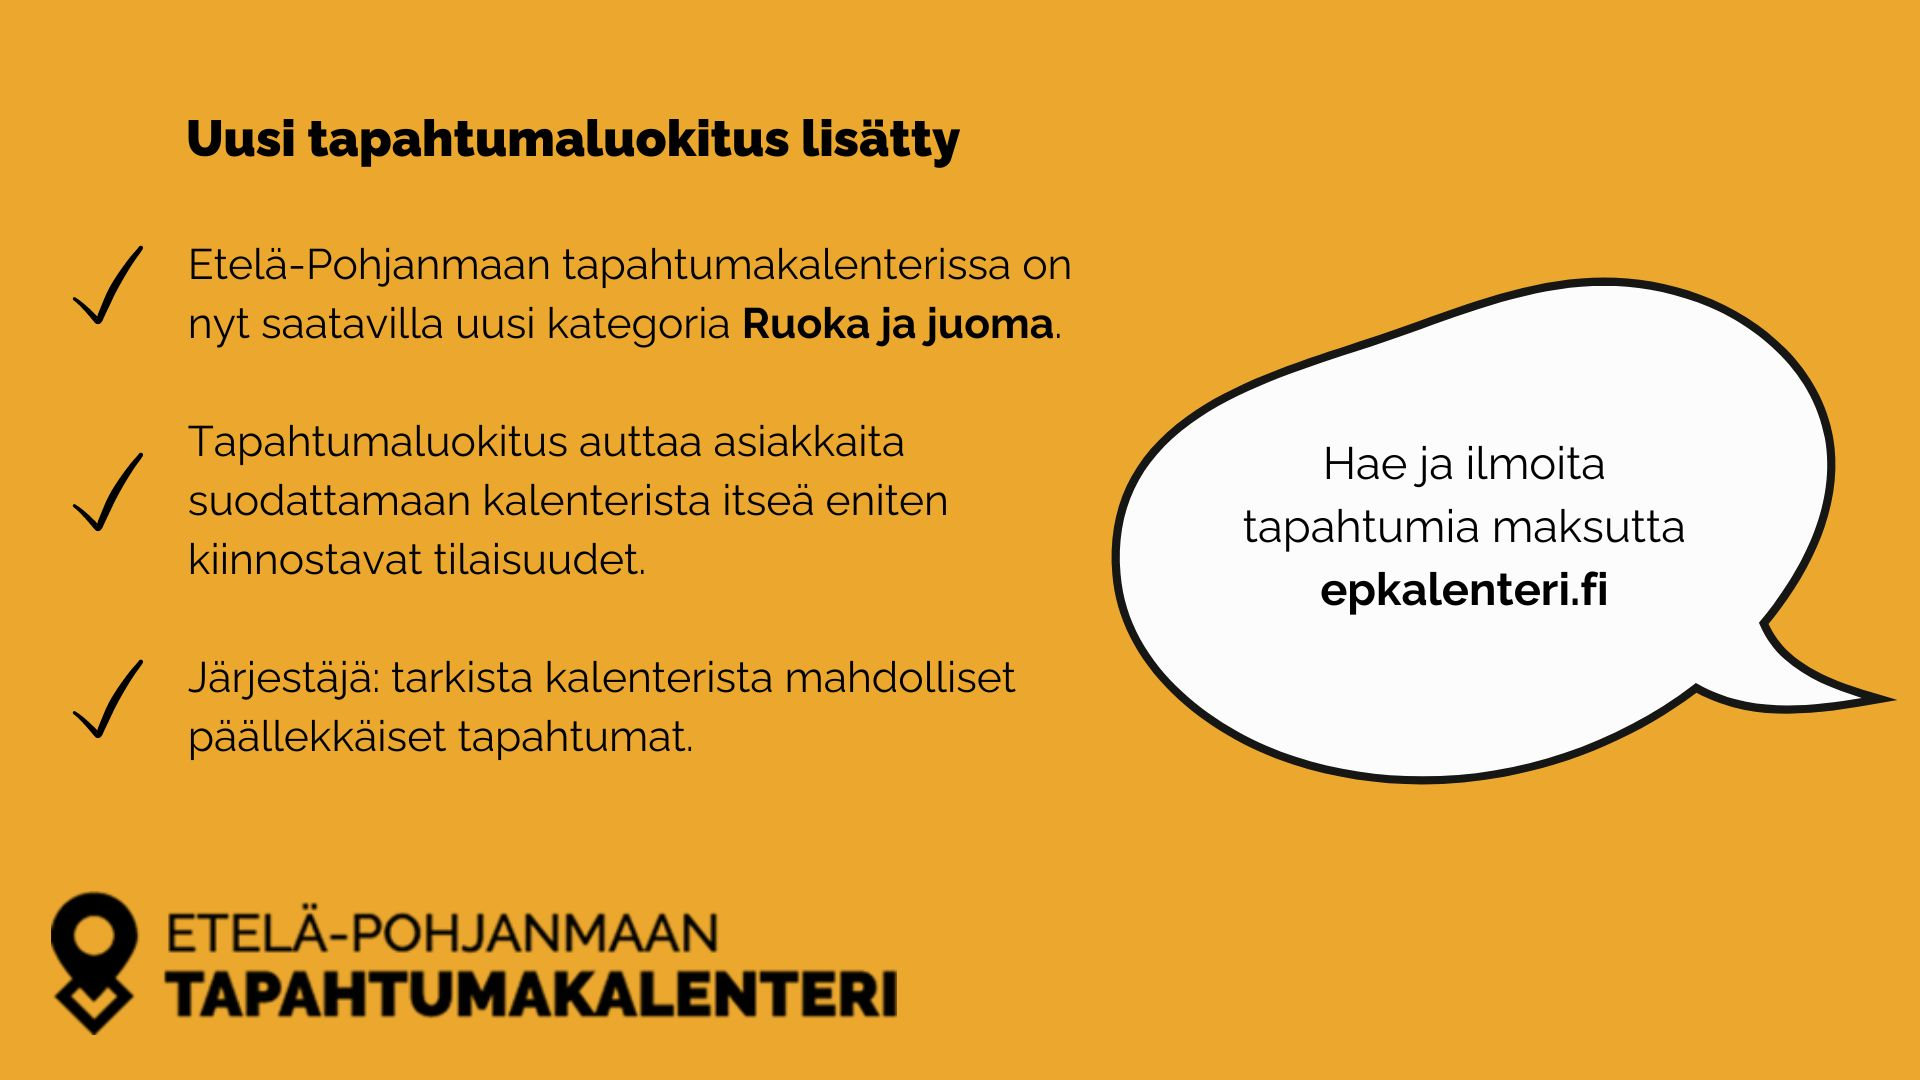 Uusi tapahtumaluokitus lisätty
Etelä-Pohjanmaan tapahtumakalenterissa on
nyt saatavilla uusi kategoria Ruoka ja juoma.
Tapahtumaluokitus auttaa asiakkaita
suodattamaan kalenterista itseä eniten
kiinnostavat tilaisuudet.
Järjestäjä: tarkista kalenterista mahdolliset
päällekkäiset tapahtumat.
Hae ja ilmoita
tapahtumia maksutta
epkalenteri.fi
ETELÄ-POHJANMAAN
TAPAHTUMAKALENTERI